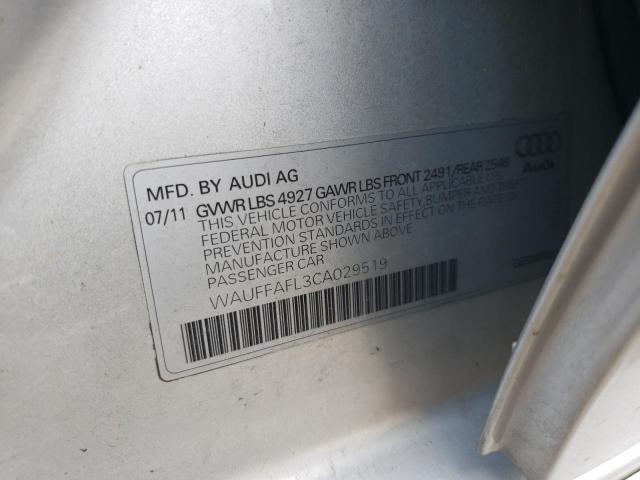 MFD. BY AUDI AG
07/11 GVWR LBS 4927 GAWR LBS FRONT 2491/REAR 2546
THIS VEHICLE CONFORMS TO ALL APPLICABLE U.S.
FEDERAL MOTOR VEHICLE SAFETY, BUMPER AND THEFT
PREVENTION STANDARDS IN EFFECT ON THE DATE OF
MANUFACTURE SHOWN ABOVE
PASSENGER CAR
WAUFFAFL3CA029519
Audi